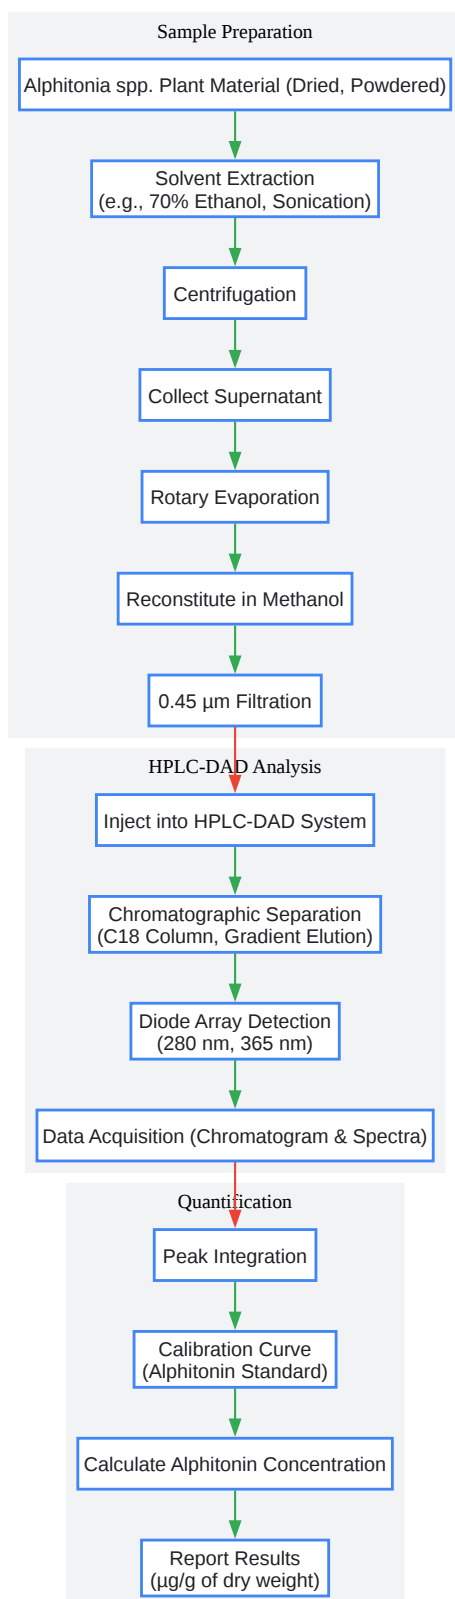 Sample Preparation
Alphitonia spp. Plant Material (Dried, Powdered)
Solvent Extraction
(e.g., 70% Ethanol, Sonication)
Centrifugation
Collect Supernatant
Rotary Evaporation
Reconstitute in Methanol
0.45 µm Filtration
HPLC-DAD Analysis
Inject into HPLC-DAD System
Chromatographic Separation
(C18 Column, Gradient Elution)
Diode Array Detection
(280 nm, 365 nm)
Data Acquisition (Chromatogram & Spectra)
Quantification
Peak Integration
Calibration Curve
(Alphitonin Standard)
Calculate Alphitonin Concentration
Report Results
(µg/g of dry weight)